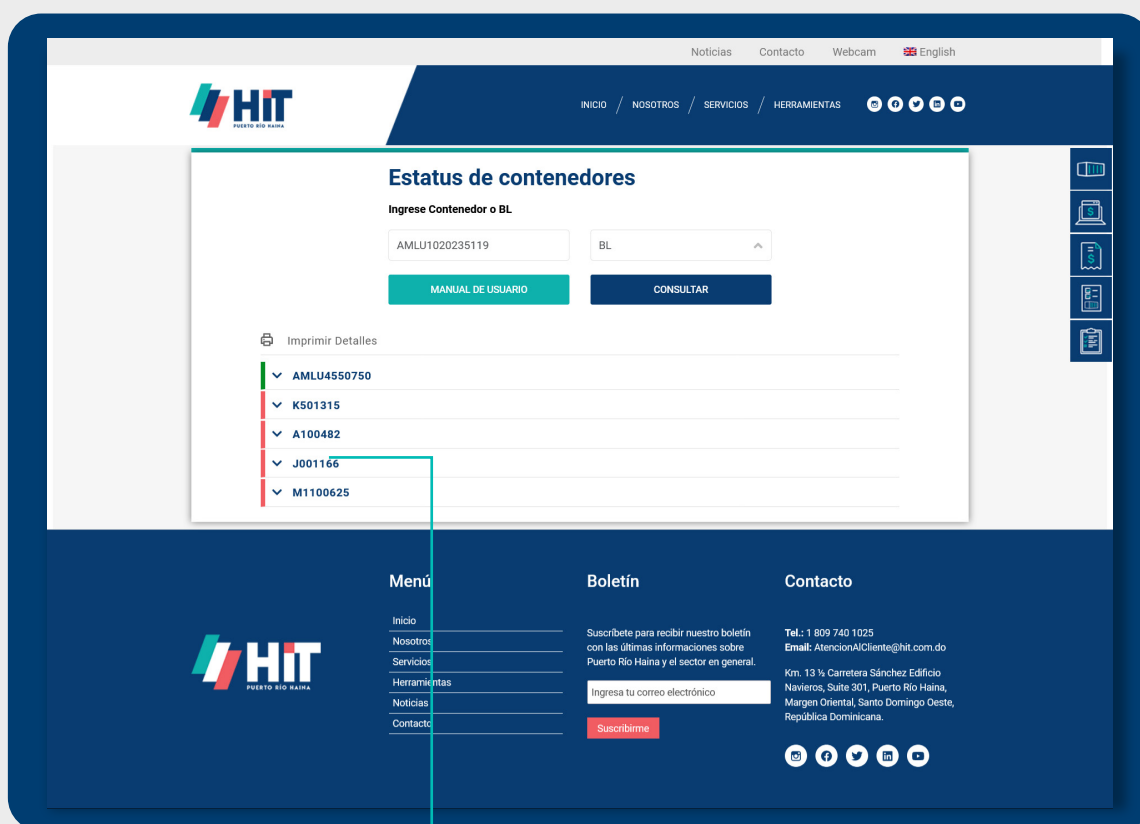 Noticias Contacto Webcam English
HiT
PUERTO RÍO HAINA
INICIO / NOSOTROS / SERVICIOS / HERRAMIENTAS
Estatus de contenedores
Ingrese Contenedor o BL
AMLU1020235119 BL
MANUAL DE USUARIO CONSULTAR
Imprimir Detalles
AMLU4550750
K501315
A100482
J001166
M1100625
HiT
PUERTO RÍO HAINA
Menú
Inicio
Nosotros
Servicios
Herramientas
Noticias
Contacto
Boletín
Suscríbete para recibir nuestro boletín
con las últimas informaciones sobre
Puerto Río Haina y el sector en general.
Ingresa tu correo electrónico
Suscribirme
Contacto
Tel.: 1 809 740 1025
Email: AtencionAlCliente@hit.com.do
Km. 13 ½ Carretera Sánchez Edificio
Navieros, Suite 301, Puerto Río Haina,
Margen Oriental, Santo Domingo Oeste,
República Dominicana.